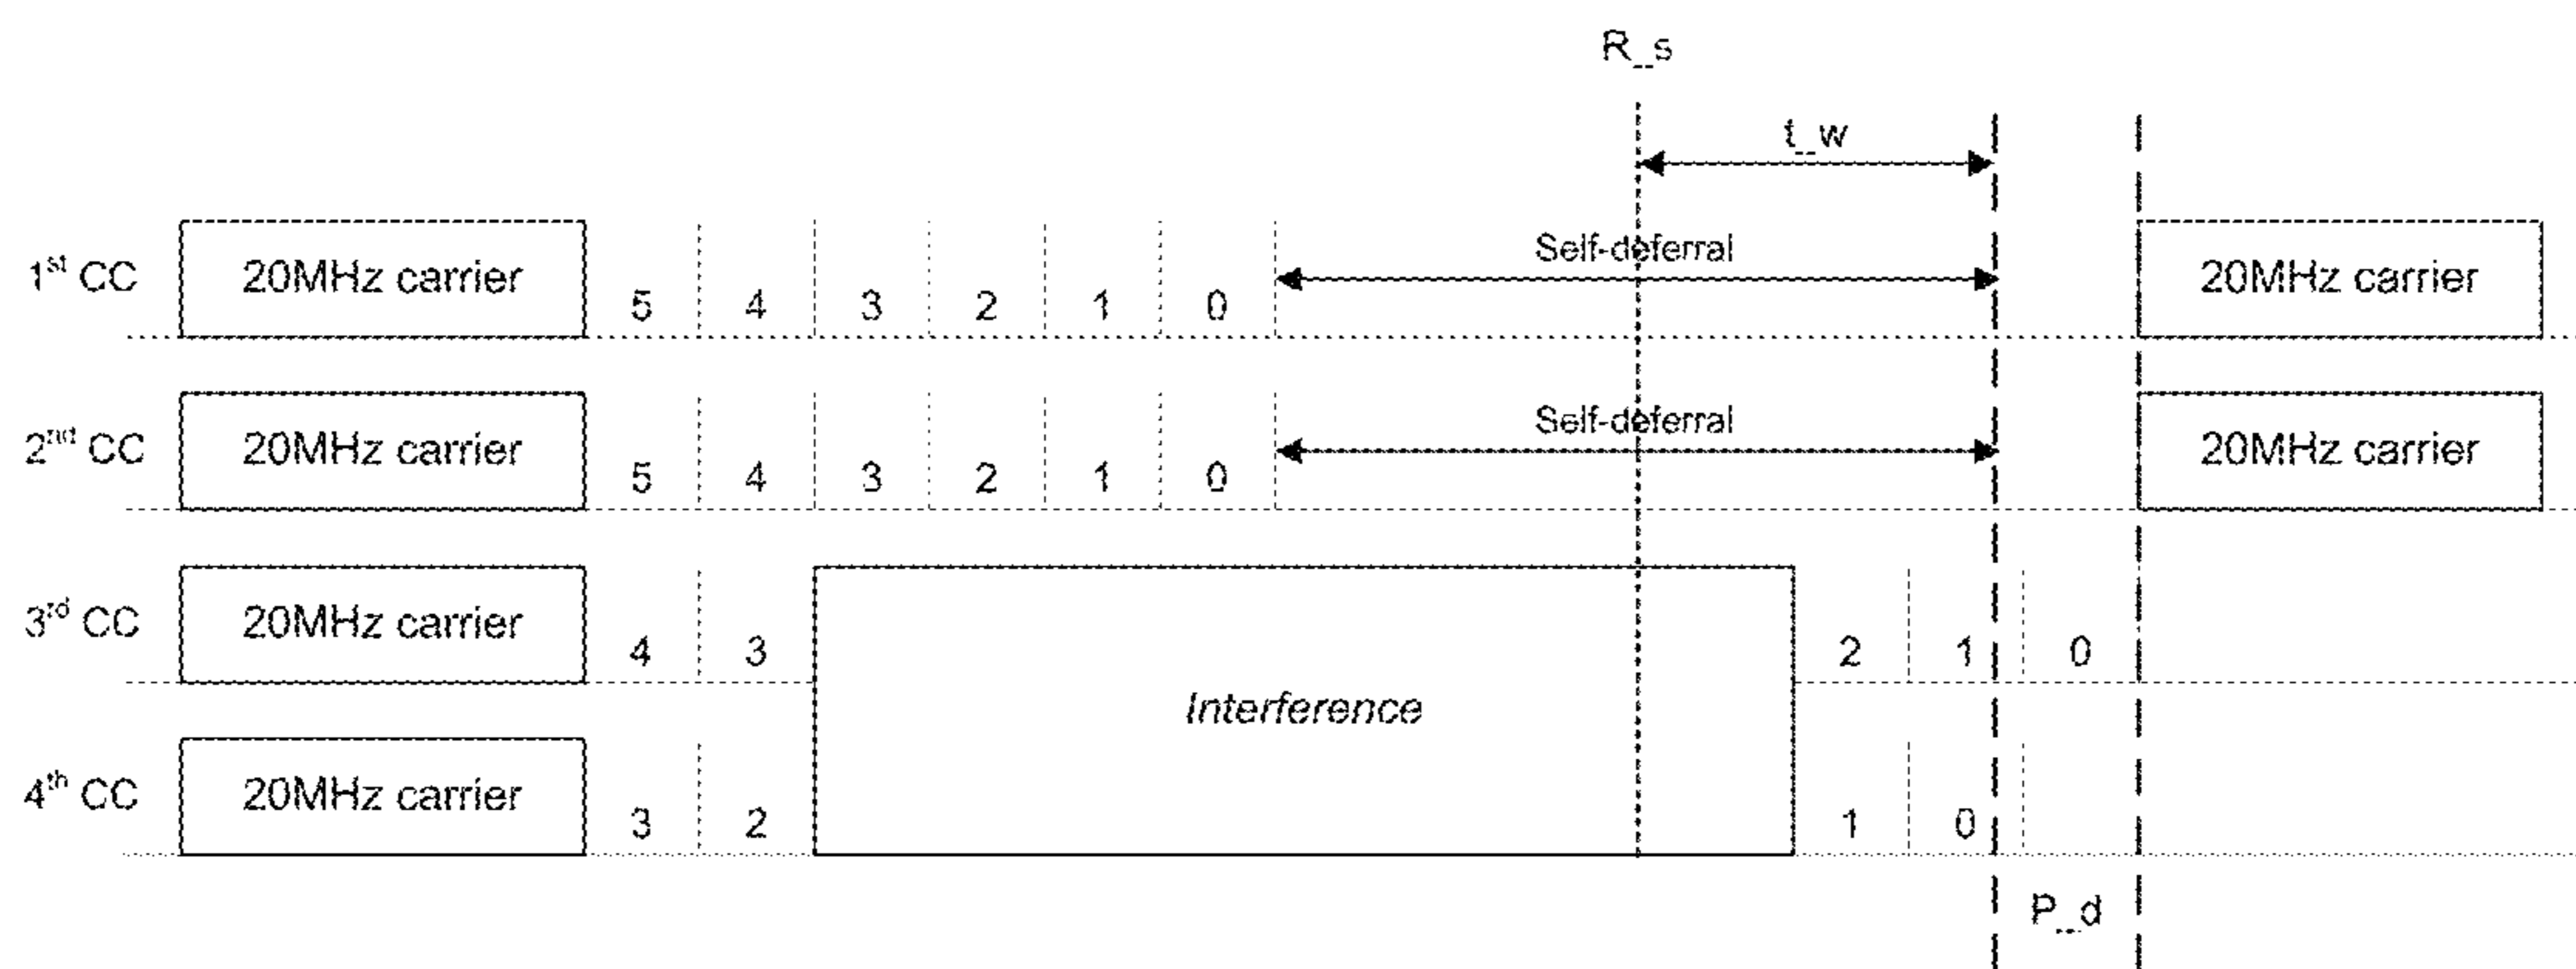 R_s
t_w
1st CC 20MHz carrier 5 4 3 2 1 0 Self-deferral 20MHz carrier
2nd CC 20MHz carrier 5 4 3 2 1 0 Self-deferral 20MHz carrier
3rd CC 20MHz carrier 4 3 2 1 0
Interference
4th CC 20MHz carrier 3 2 1 0
P_d